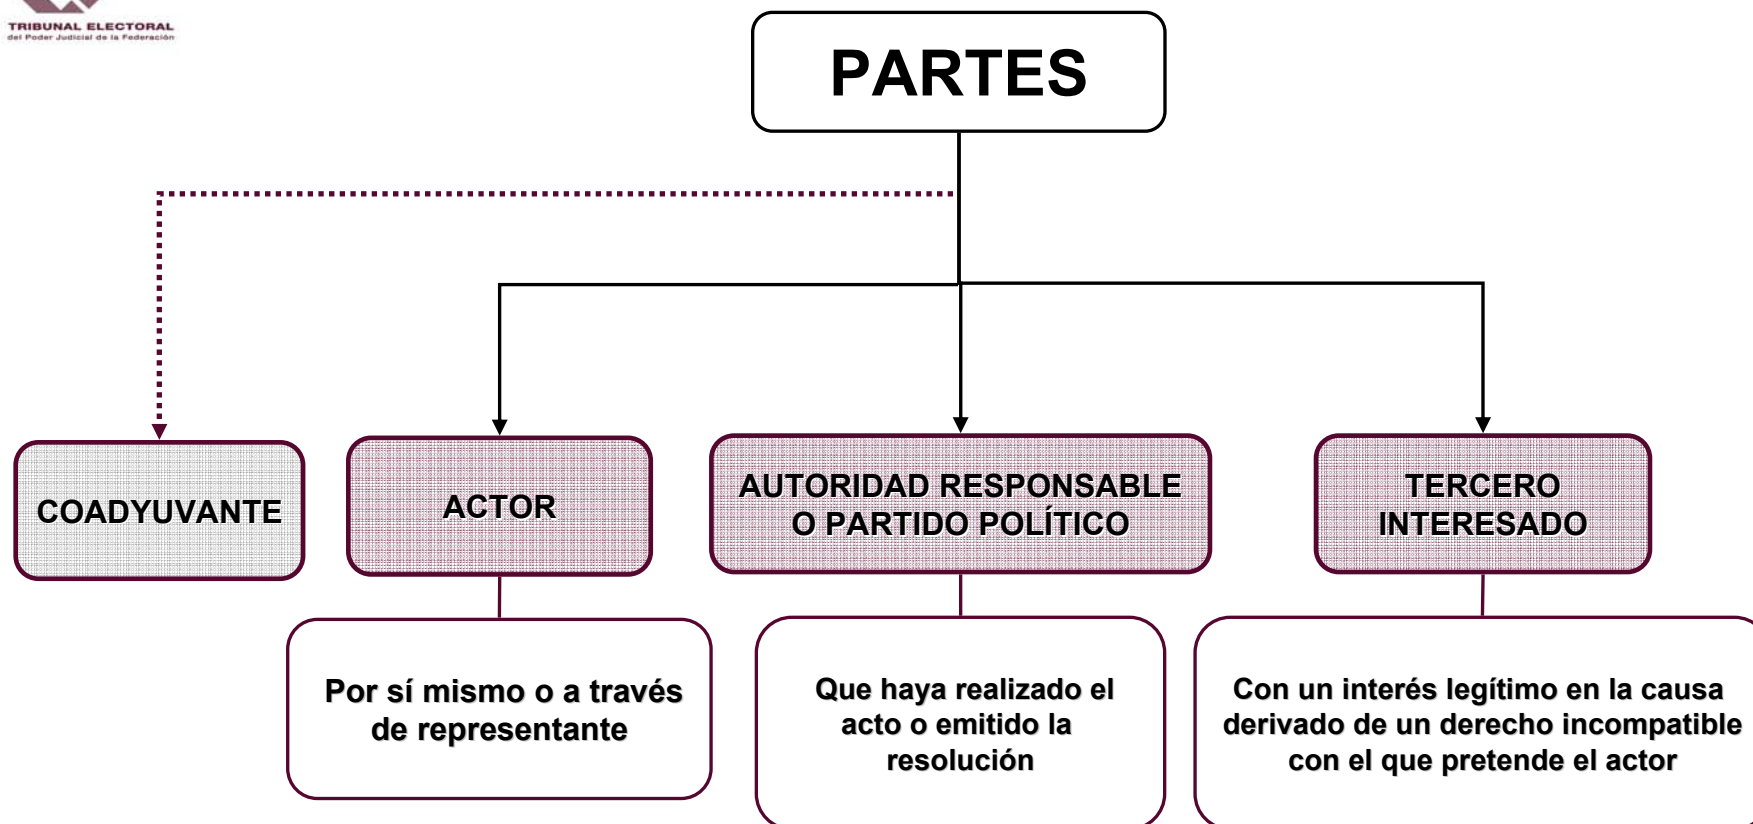 TRIBUNAL ELECTORAL
del Poder Judicial de la Federación
PARTES
COADYUVANTE
ACTOR
AUTORIDAD RESPONSABLE
O PARTIDO POLÍTICO
TERCERO
INTERESADO
Por sí mismo o a través
de representante
Que haya realizado el
acto o emitido la
resolución
Con un interés legítimo en la causa
derivado de un derecho incompatible
con el que pretende el actor